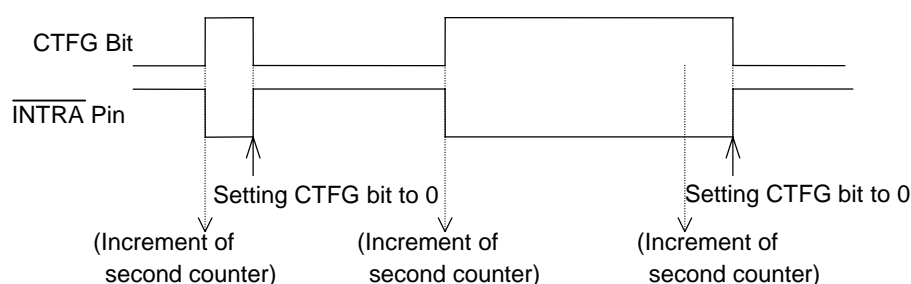 CTFG Bit
INTRA Pin
Setting CTFG bit to 0
Setting CTFG bit to 0
(Increment of
second counter)
(Increment of
second counter)
(Increment of
second counter)